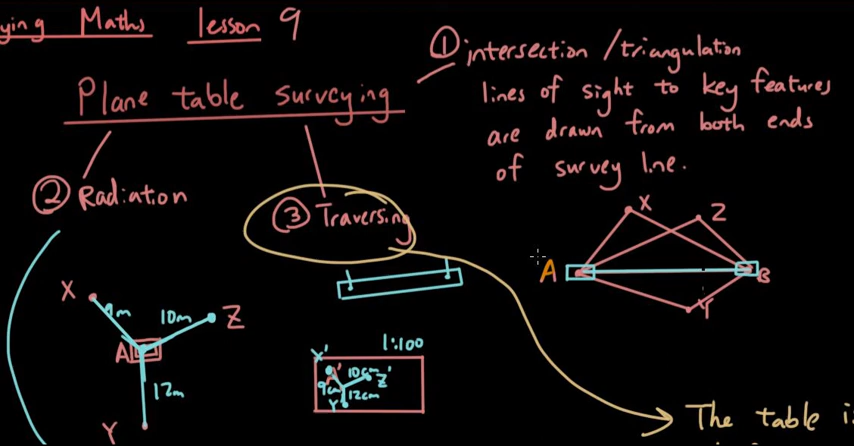 ying Maths lesson 9
Plane table surveying
① intersection / triangulation
lines of sight to key features
are drawn from both ends
of survey line.
② Radiation
③ Traversing
X
9m
10m
Z
A
12m
Y
1:100
X'
A'
10cm
Z'
9cm
12cm
Y'
X
Z
A
B
Y
The table i